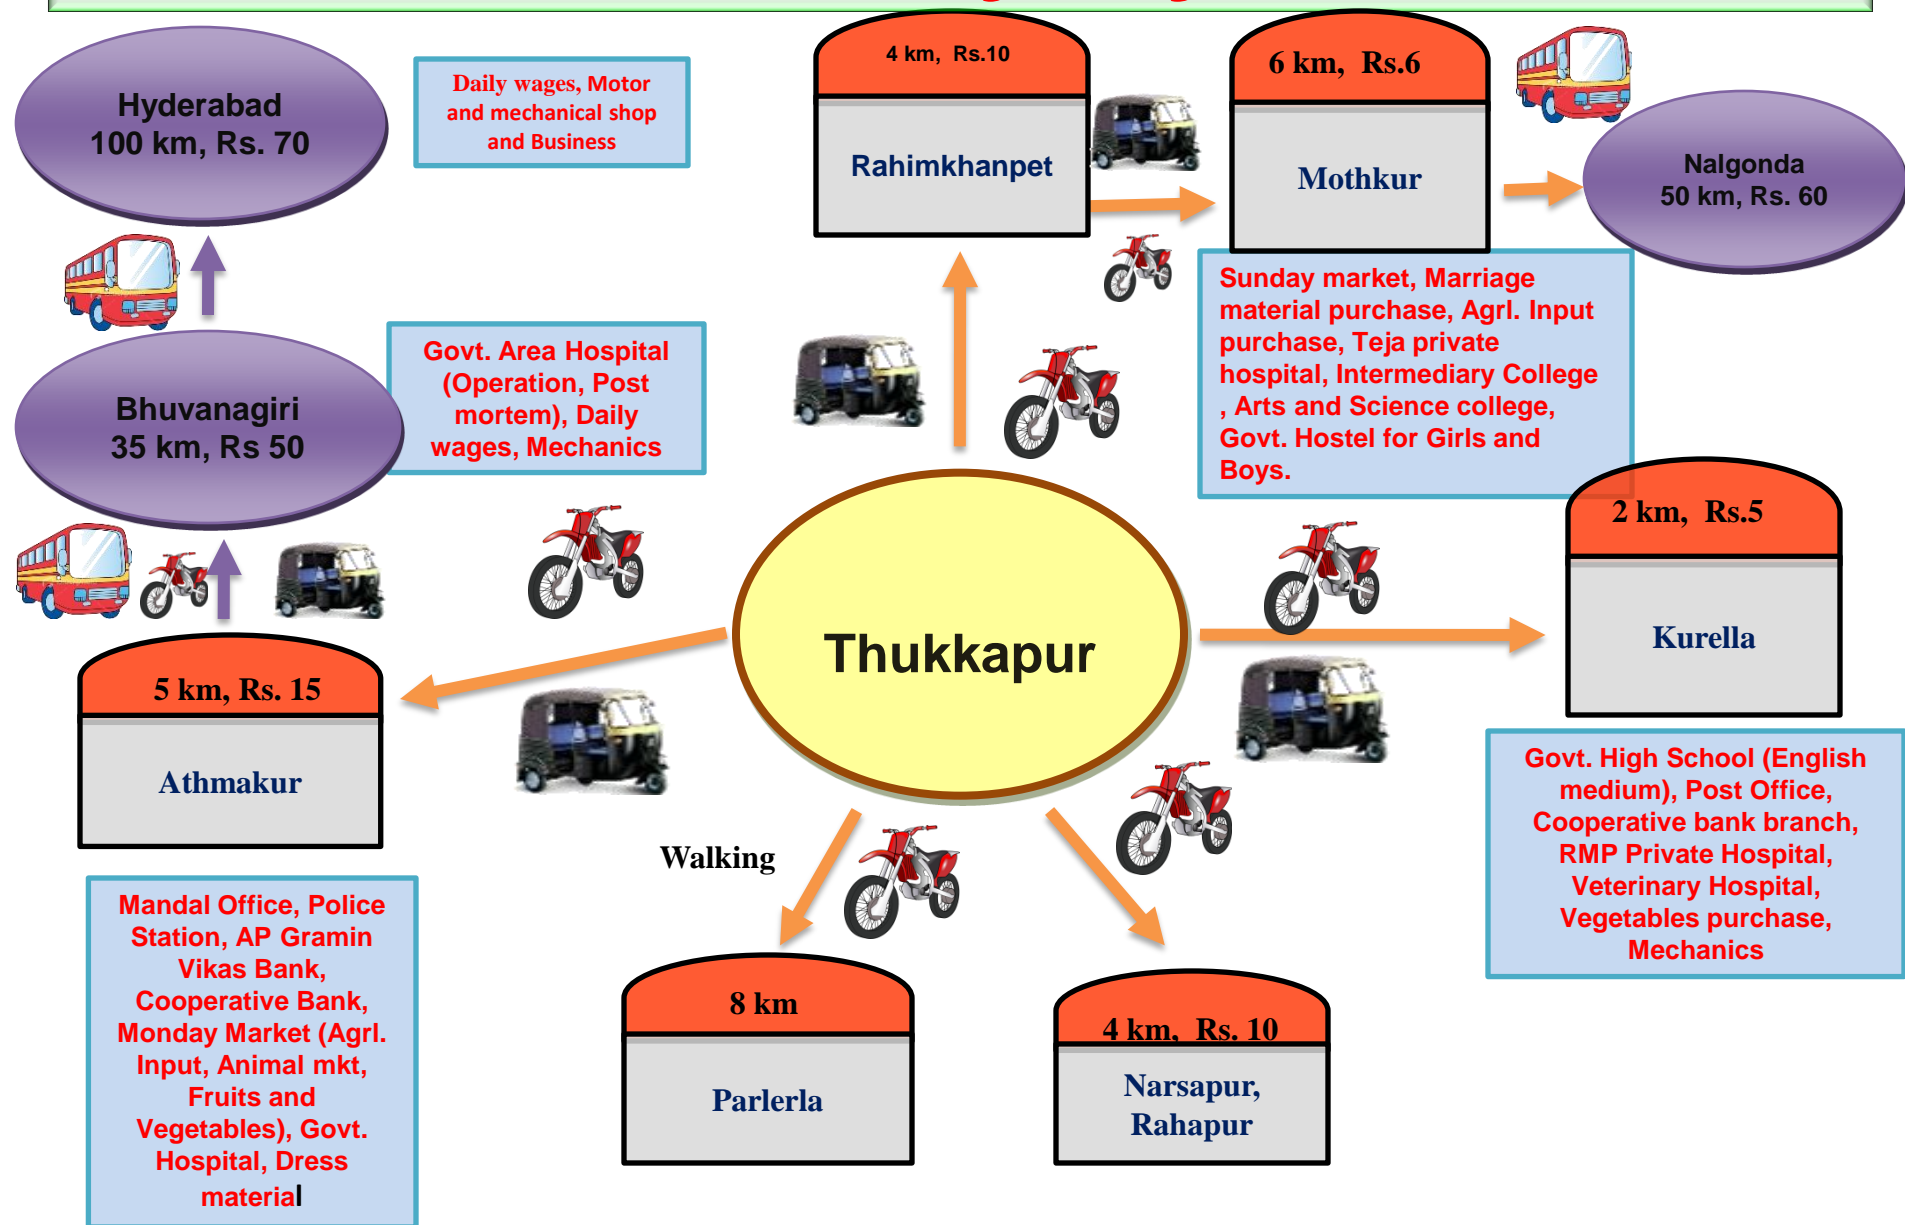 Hyderabad
100 km, Rs. 70
Daily wages, Motor
and mechanical shop
and Business
4 km, Rs.10
Rahimkhanpet
6 km, Rs.6
Mothkur
Nalgonda
50 km, Rs. 60
Sunday market, Marriage
material purchase, Agrl. Input
purchase, Teja private
hospital, Intermediary College
, Arts and Science college,
Govt. Hostel for Girls and
Boys.
Bhuvanagiri
35 km, Rs 50
Govt. Area Hospital
(Operation, Post
mortem), Daily
wages, Mechanics
2 km, Rs.5
Kurella
Thukkapur
5 km, Rs. 15
Athmakur
Govt. High School (English
medium), Post Office,
Cooperative bank branch,
RMP Private Hospital,
Veterinary Hospital,
Vegetables purchase,
Mechanics
Walking
Mandal Office, Police
Station, AP Gramin
Vikas Bank,
Cooperative Bank,
Monday Market (Agrl.
Input, Animal mkt,
Fruits and
Vegetables), Govt.
Hospital, Dress
material
8 km
Parlerla
4 km, Rs. 10
Narsapur,
Rahapur